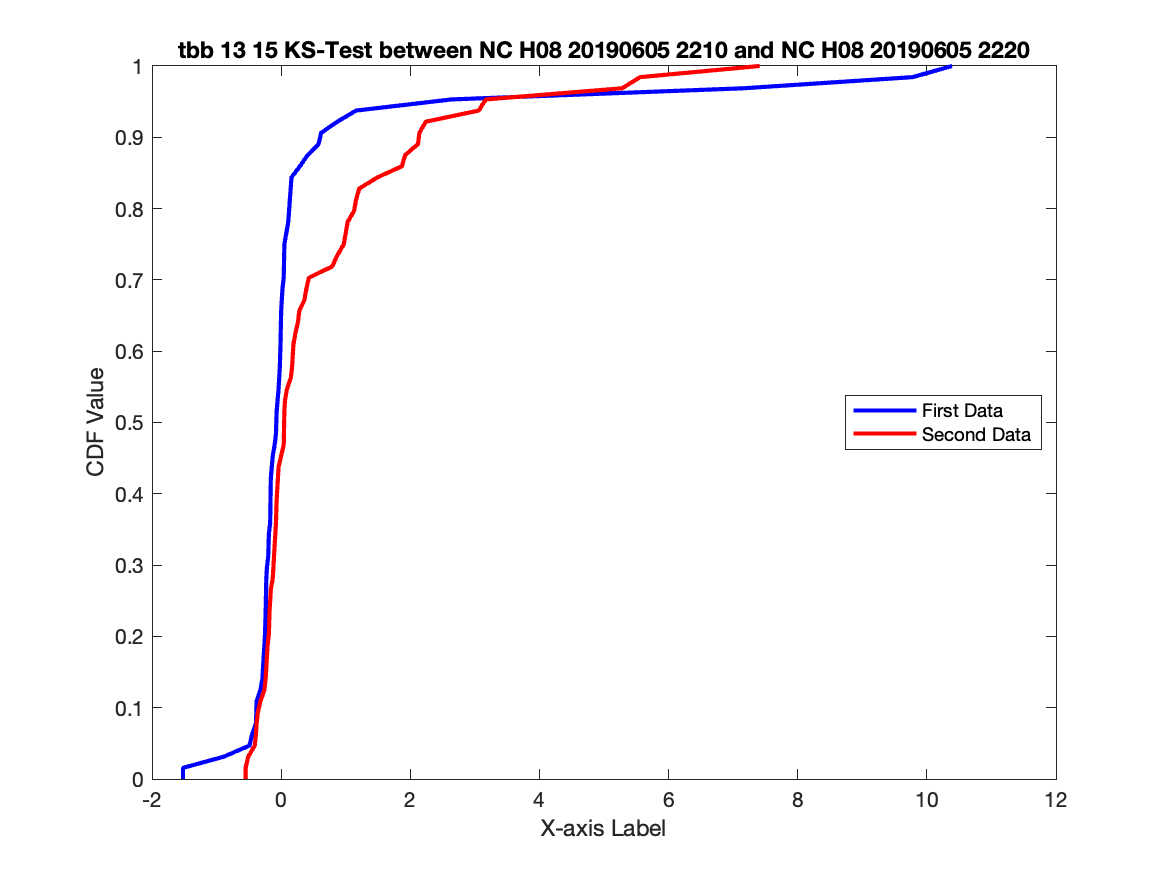 tbb 13 15 KS-Test between NC H08 20190605 2210 and NC H08 20190605 2220
1
0.9
0.8
0.7
0.6
0.5
0.4
0.3
0.2
0.1
0
CDF Value
First Data
Second Data
-2 0 2 4 6 8 10 12
X-axis Label